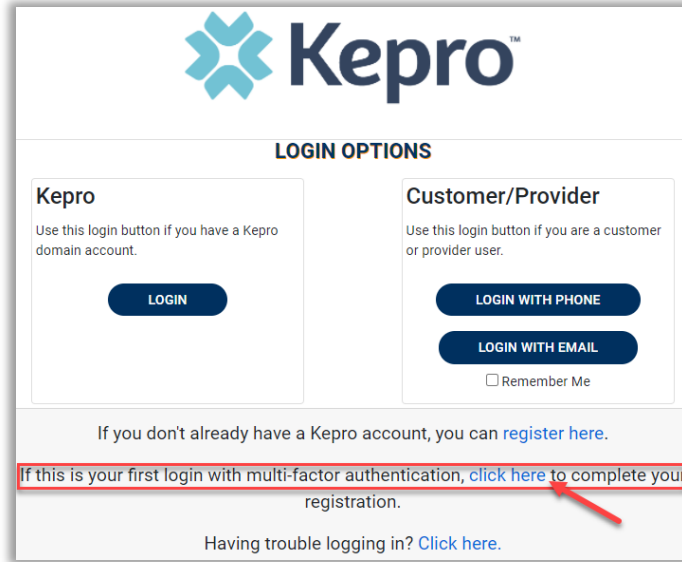 Kepro™
LOGIN OPTIONS
Kepro
Use this login button if you have a Kepro
domain account.
LOGIN
Customer/Provider
Use this login button if you are a customer
or provider user.
LOGIN WITH PHONE
LOGIN WITH EMAIL
Remember Me
If you don't already have a Kepro account, you can register here.
If this is your first login with multi-factor authentication, click here to complete your
registration.
Having trouble logging in? Click here.